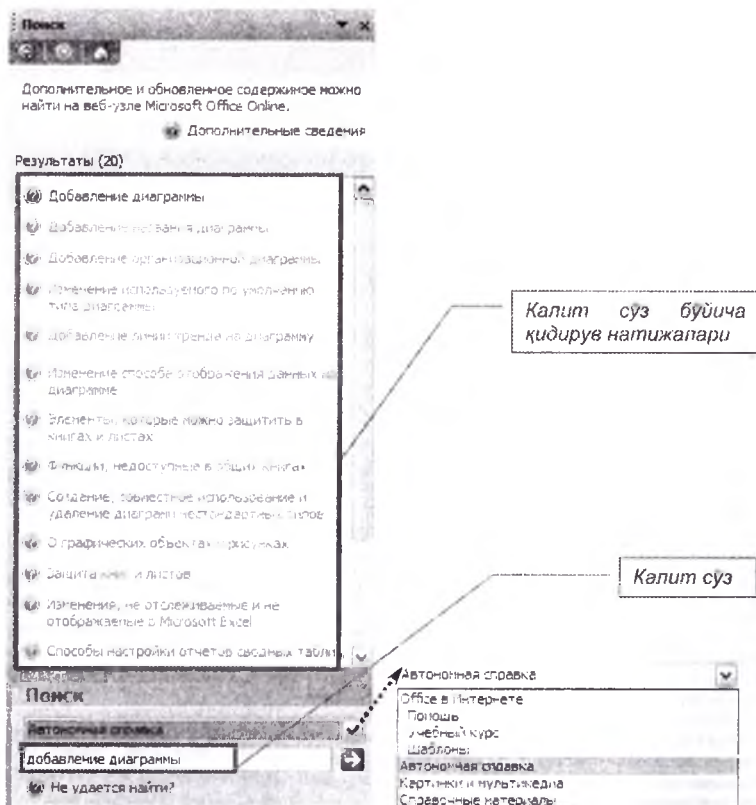 Поиск
Дополнительное и обновленное содержимое можно
найти на веб-узле Microsoft Office Online.
Дополнительные сведения
Результаты (20)
Добавление диаграммы
Добавление названия диаграммы
Добавление организационной диаграммы
Изменение используемого по умолчанию
типа диаграммы
Добавление линии тренда на диаграмму
Изменение способа отображения данных на
диаграмме
Элементы, которые можно защитить в
книгах и листах
Функции, недоступные в общих книгах
Создание, совместное использование и
удаление диаграмм нестандартных типов
О графических объектах и рисунках
Защита книг и листов
Изменения, не отслеживаемые и не
отображаемые в Microsoft Excel
Способы настройки отчетов сводных таблиц
Поиск
Автономная справка
добавление диаграммы
Не удается найти?
Калит сўз бўйича
қидирув натижалари
Калит сўз
Автономная справка
Office в Интернете
Помощь
Учебный курс
Шаблоны
Автономная справка
Картинки и мультимедиа
Справочные материалы